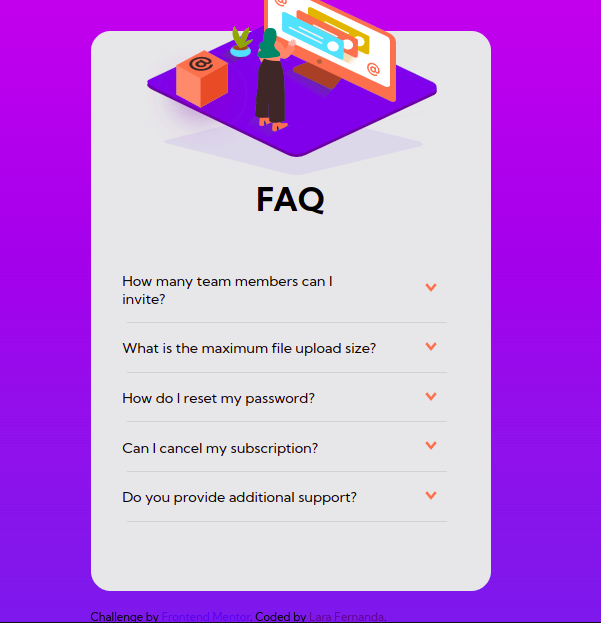 @
@
@
FAQ
How many team members can I
invite?
What is the maximum file upload size?
How do I reset my password?
Can I cancel my subscription?
Do you provide additional support?
Challenge by Frontend Mentor. Coded by Lara Fernanda.